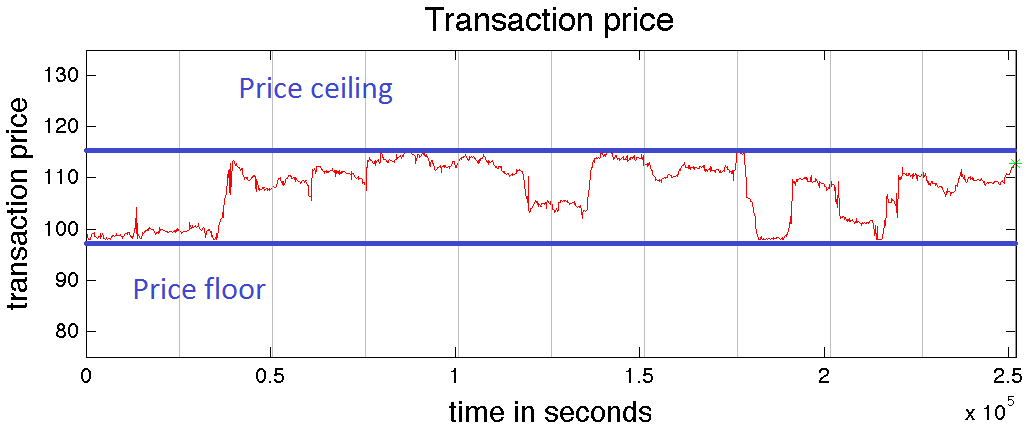 Transaction price
130
Price ceiling
120
110
100
90
Price floor
80
transaction price
0
0.5
1
1.5
2
2.5
time in seconds
x 10^5